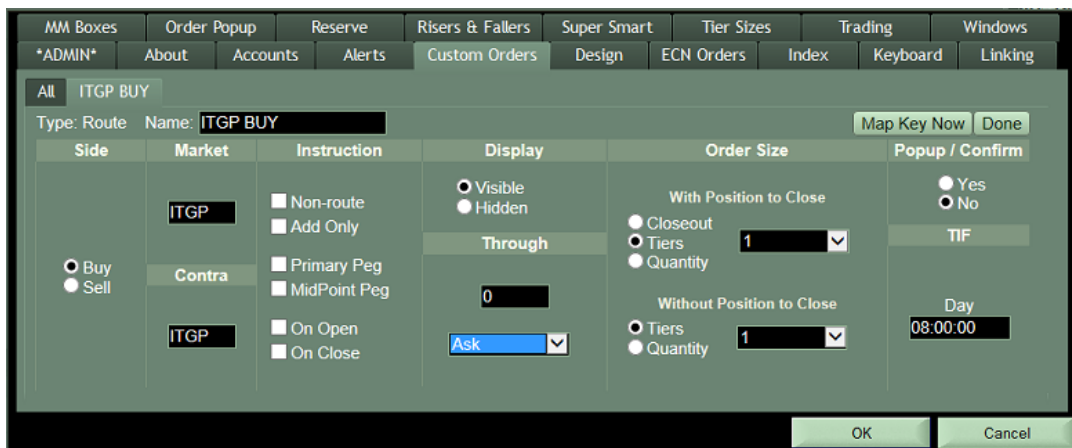 MM Boxes Order Popup Reserve Risers & Fallers Super Smart Tier Sizes Trading Windows
*ADMIN* About Accounts Alerts Custom Orders Design ECN Orders Index Keyboard Linking
All ITGP BUY
Type: Route Name: ITGP BUY Map Key Now Done
Side Market Instruction Display Order Size Popup / Confirm
Buy
Sell
ITGP
Contra
ITGP
Non-route
Add Only
Primary Peg
MidPoint Peg
On Open
On Close
Visible
Hidden
Through
0
Ask
With Position to Close
Closeout
Tiers 1
Quantity
Without Position to Close
Tiers 1
Quantity
Yes
No
TIF
Day
08:00:00
OK Cancel